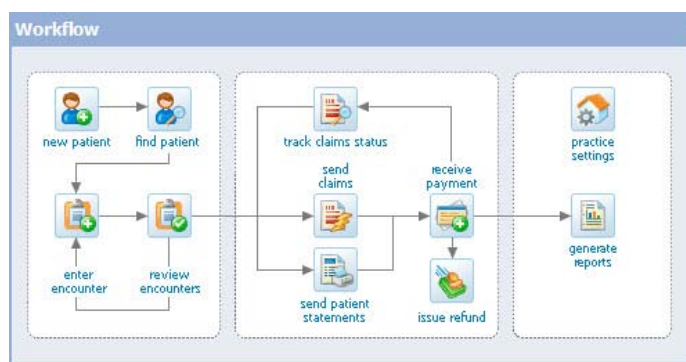 Workflow
new patient
find patient
enter
encounter
review
encounters
track claims status
send
claims
send patient
statements
receive
payment
issue refund
practice
settings
generate
reports